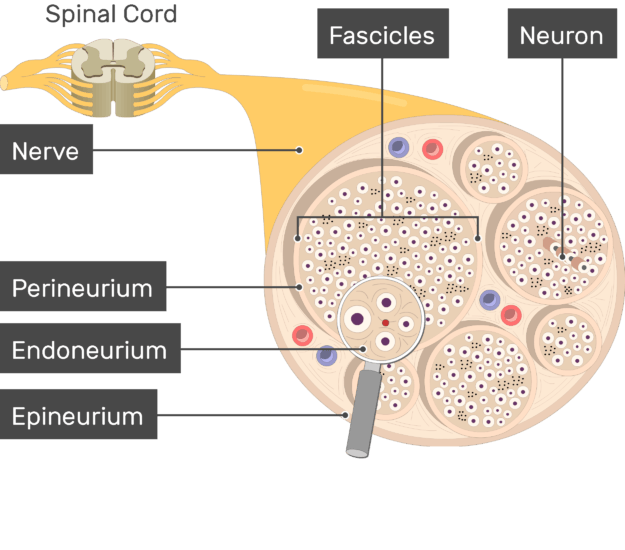 Spinal Cord
Fascicles
Neuron
Nerve
Perineurium
Endoneurium
Epineurium